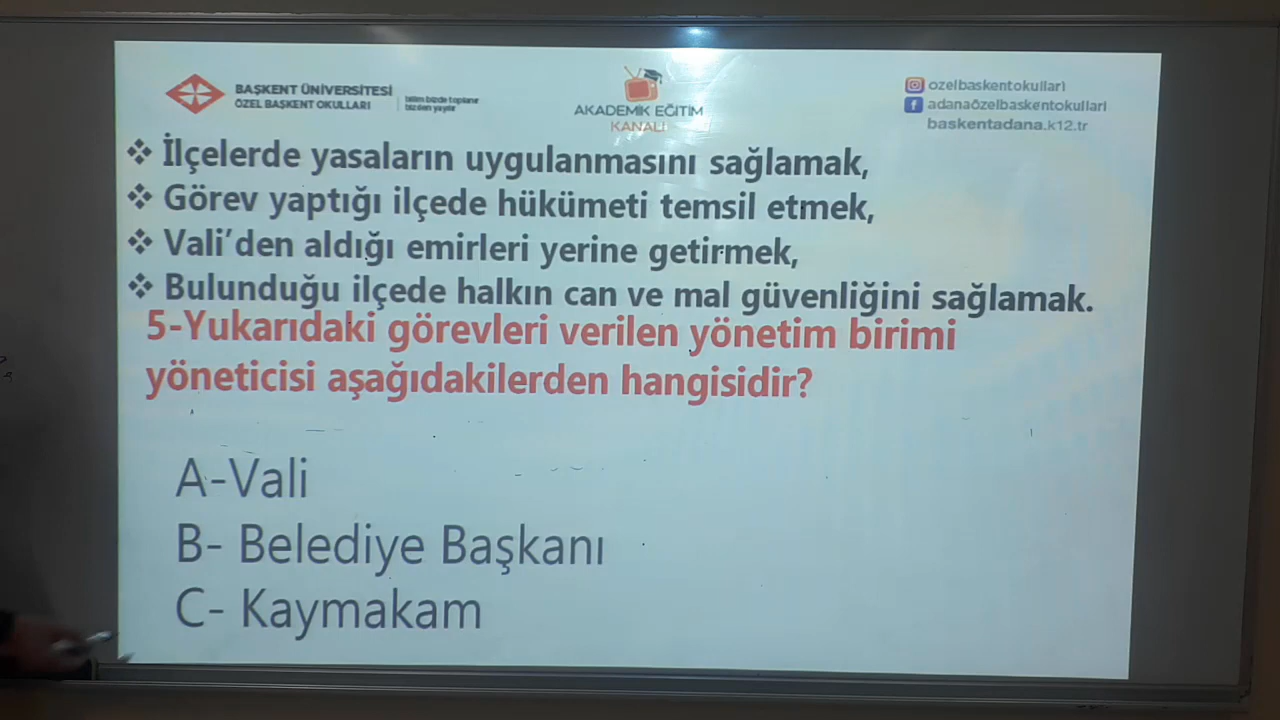 BAŞKENT ÜNİVERSİTESİ
ÖZEL BAŞKENT OKULLARI
AKADEMİK EĞİTİM
KANALI
ozelbaskentokullari
adanaözelbaskentokullari
baskentadana.k12.tr
❖ İlçelerde yasaların uygulanmasını sağlamak,
❖ Görev yaptığı ilçede hükümeti temsil etmek,
❖ Vali’den aldığı emirleri yerine getirmek,
❖ Bulunduğu ilçede halkın can ve mal güvenliğini sağlamak.
5-Yukarıdaki görevleri verilen yönetim birimi
yöneticisi aşağıdakilerden hangisidir?
A-Vali
B- Belediye Başkanı
C- Kaymakam